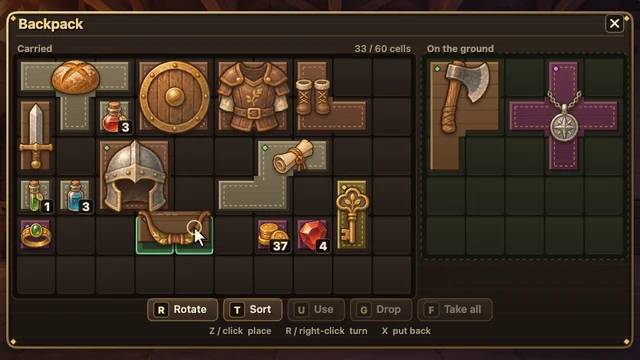 Backpack
Carried
33 / 60 cells
On the ground
3
1
3
37
4
R Rotate
T Sort
U Use
G Drop
F Take all
Z / click place R / right-click turn X put back